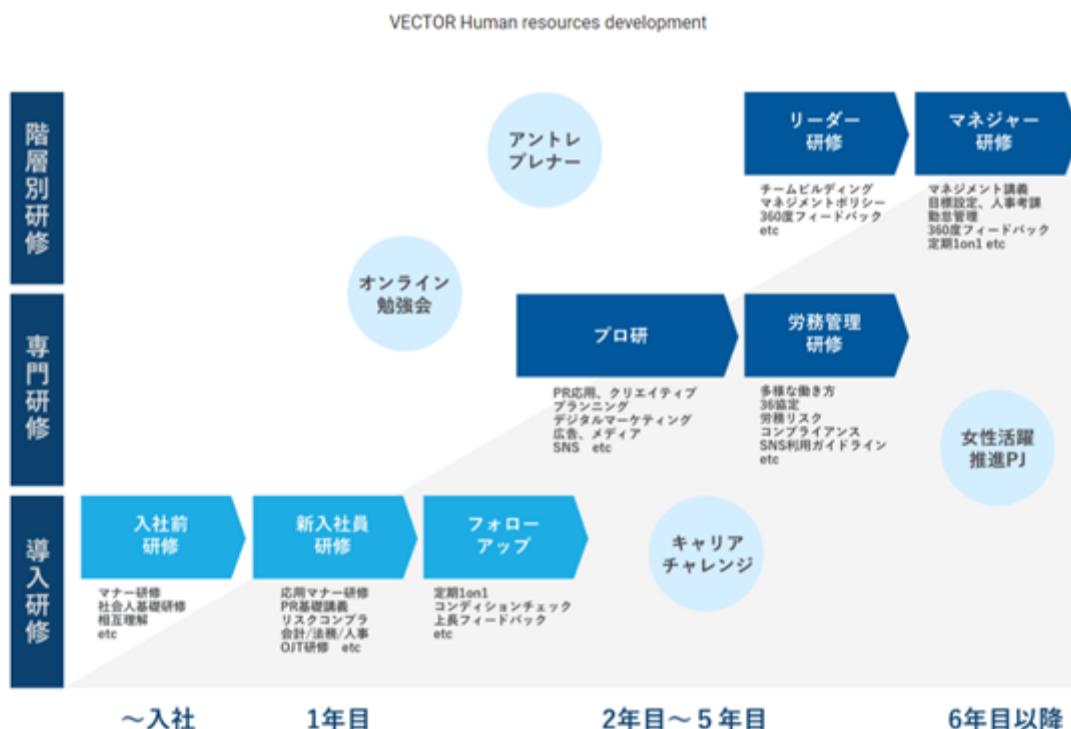 VECTOR Human resources development
階層別研修
アントレ
プレナー
リーダー
研修
チームビルディング
マネジメントポリシー
360度フィードバック
etc
マネジャー
研修
マネジメント講義
目標設定、人事考課
勤怠管理
360度フィードバック
定期1on1 etc
オンライン
勉強会
専門研修
プロ研
PR応用、クリエイティブ
プランニング
デジタルマーケティング
広告、メディア
SNS　etc
労務管理
研修
多様な働き方
36協定
労務リスク
コンプライアンス
SNS利用ガイドライン
etc
女性活躍
推進PJ
導入研修
入社前
研修
マナー研修
社会人基礎研修
相互理解
etc
新入社員
研修
応用マナー研修
PR基礎講義
リスクコンプラ
会計/法務/人事
OJT研修　etc
フォロー
アップ
定期1on1
コンディションチェック
上長フィードバック
etc
キャリア
チャレンジ
～入社
1年目
2年目～５年目
6年目以降